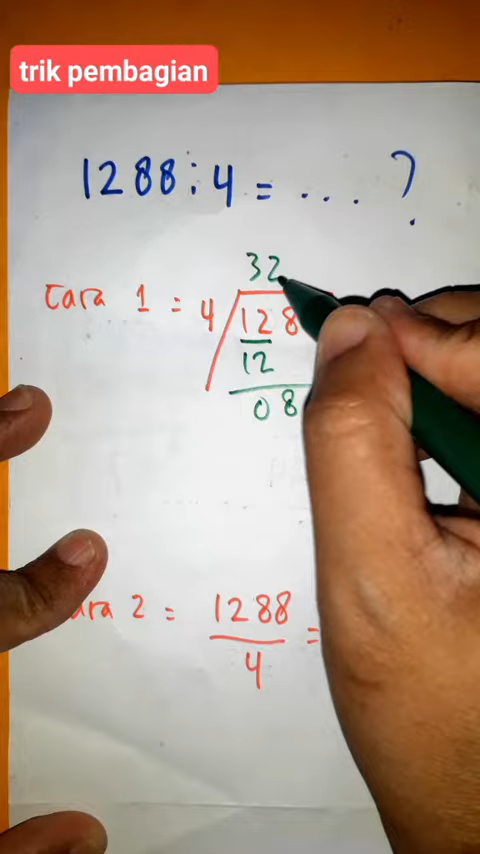 trik pembagian
1288 : 4 = ... ?
32
Cara 1 = 4 128
12
08
ara 2 = 1288
=
4